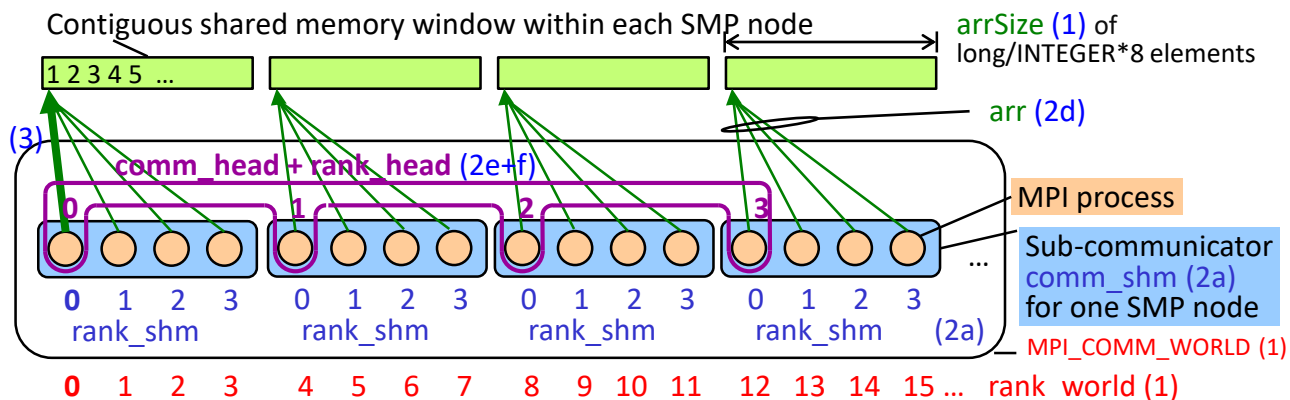 Contiguous shared memory window within each SMP node
arrSize (1) of
long/INTEGER*8 elements
1 2 3 4 5 ...
arr (2d)
(3)
comm_head + rank_head (2e+f)
0 1 2 3
MPI process
...
Sub-communicator
comm_shm (2a)
for one SMP node
0 1 2 3 0 1 2 3 0 1 2 3 0 1 2 3
rank_shm rank_shm rank_shm rank_shm (2a)
MPI_COMM_WORLD (1)
0 1 2 3 4 5 6 7 8 9 10 11 12 13 14 15 ... rank world (1)